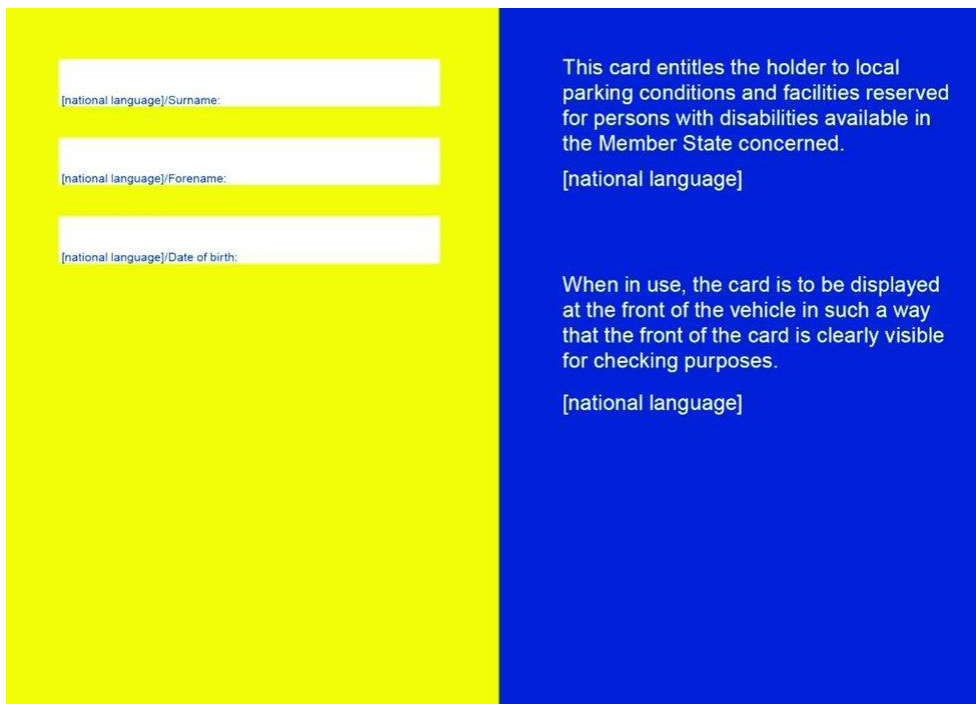 [national language]/Surname:
[national language]/Forename:
[national language]/Date of birth:
This card entitles the holder to local
parking conditions and facilities reserved
for persons with disabilities available in
the Member State concerned.
[national language]
When in use, the card is to be displayed
at the front of the vehicle in such a way
that the front of the card is clearly visible
for checking purposes.
[national language]